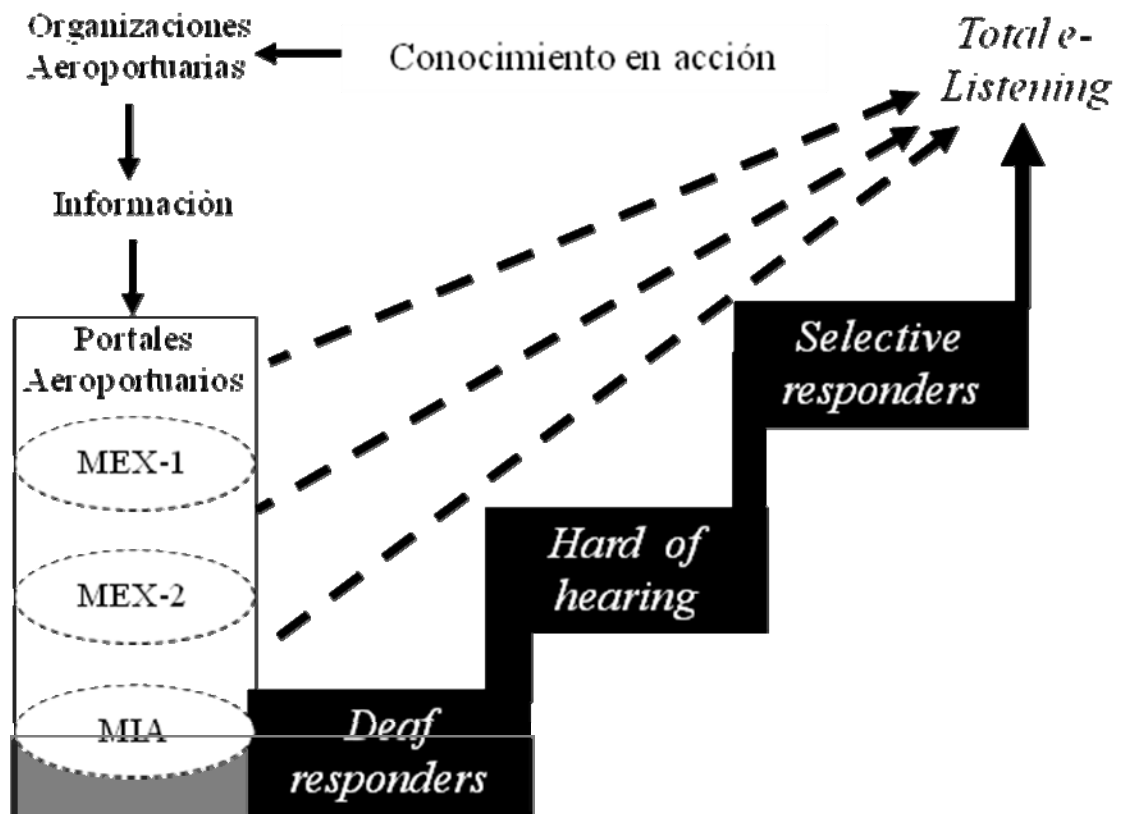 Organizaciones
Aeroportuarias
Conocimiento en acción
Total e-
Listening
Información
Portales
Aeroportuarios
MEX-1
MEX-2
MIA
Selective
responders
Hard of
hearing
Deaf
responders